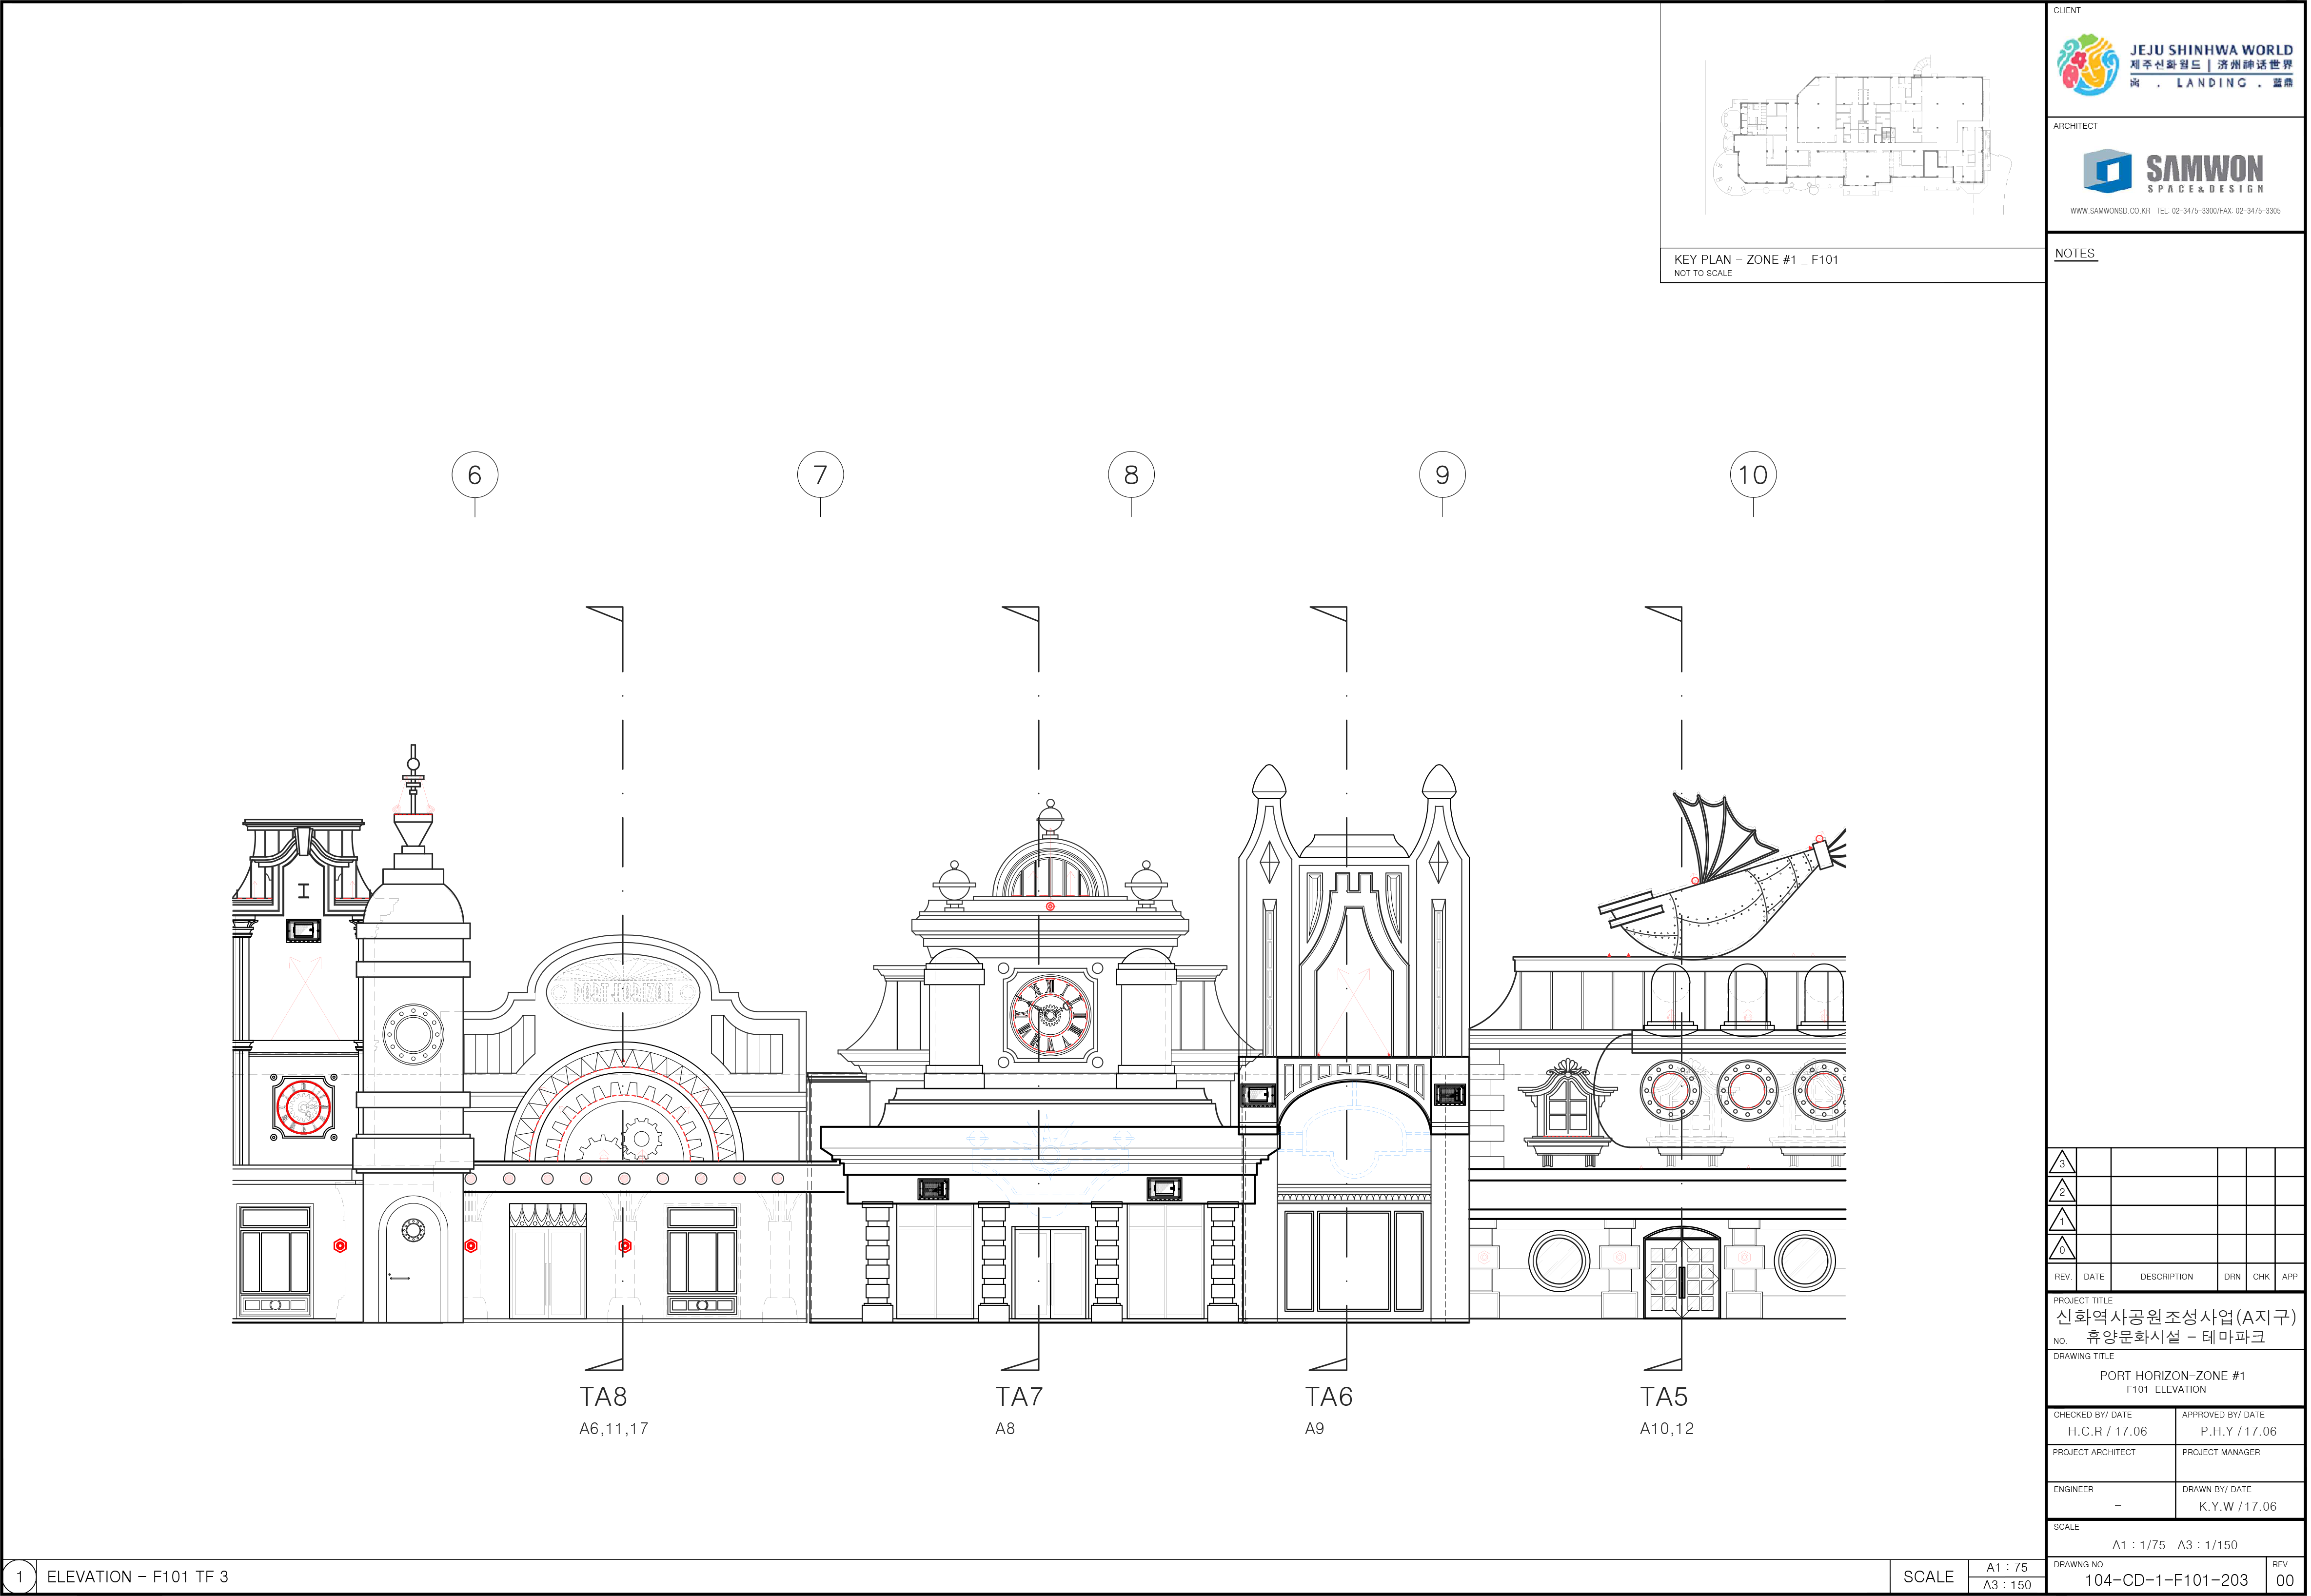 CLIENT
JEJU SHINHWA WORLD
제주신화월드 | 济州神话世界
LANDING . 蓝鼎
ARCHITECT
SAMWON
SPACE&DESIGN
WWW.SAMWONSD.CO.KR TEL: 02-3475-3300/FAX: 02-3475-3305
NOTES
KEY PLAN - ZONE #1 _ F101
NOT TO SCALE
6
7
8
9
10
PORT HORIZON
TA8
A6,11,17
TA7
A8
TA6
A9
TA5
A10,12
3
2
1
0
REV. DATE DESCRIPTION DRN CHK APP
PROJECT TITLE
신화역사공원조성사업(A지구)
NO. 휴양문화시설 - 테마파크
DRAWING TITLE
PORT HORIZON-ZONE #1
F101-ELEVATION
CHECKED BY/ DATE APPROVED BY/ DATE
H.C.R / 17.06 P.H.Y / 17.06
PROJECT ARCHITECT PROJECT MANAGER
- -
ENGINEER DRAWN BY/ DATE
- K.Y.W / 17.06
SCALE
A1 : 1/75 A3 : 1/150
DRAWNG NO. REV.
104-CD-1-F101-203 00
1 ELEVATION - F101 TF 3
SCALE A1 : 75
A3 : 150